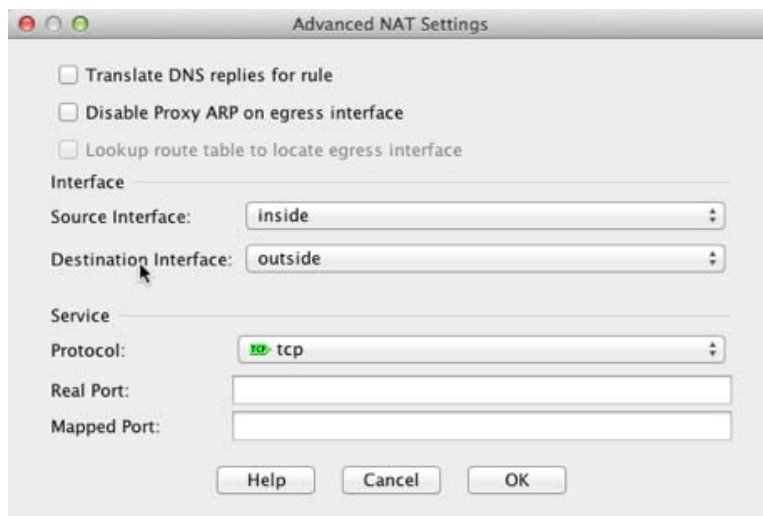 Advanced NAT Settings
Translate DNS replies for rule
Disable Proxy ARP on egress interface
Lookup route table to locate egress interface
Interface
Source Interface: inside
Destination Interface: outside
Service
Protocol: TCP tcp
Real Port:
Mapped Port:
Help Cancel OK